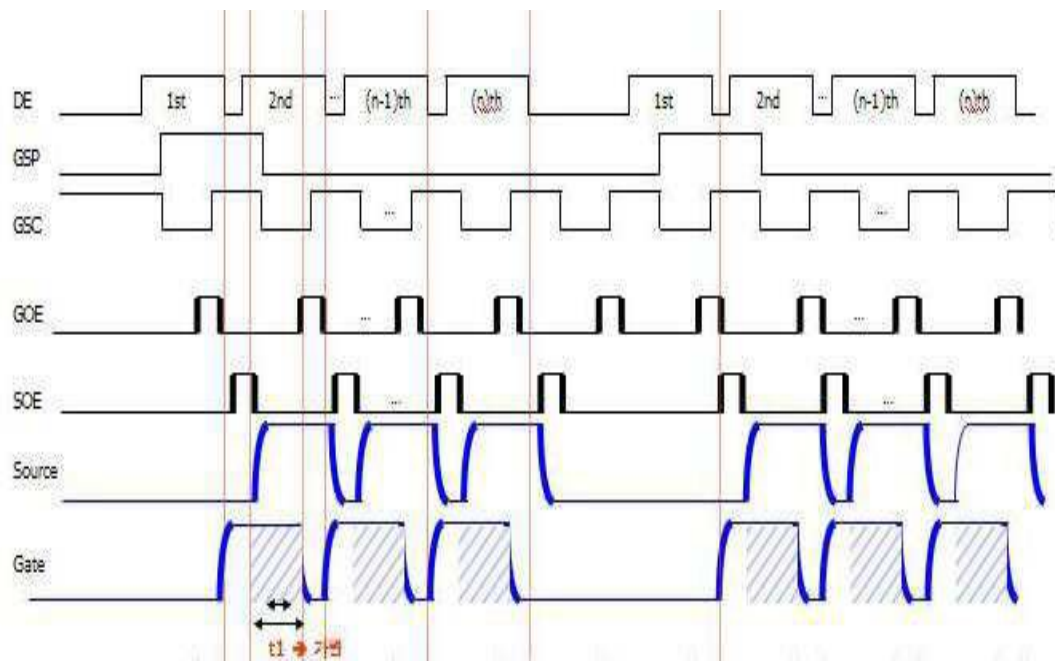 DE 1st 2nd ... (n-1)th (n)th 1st 2nd ... (n-1)th (n)th
GSP
GSC ... ...
GOE ... ...
SOE ... ...
Source
Gate
t1 → 가변